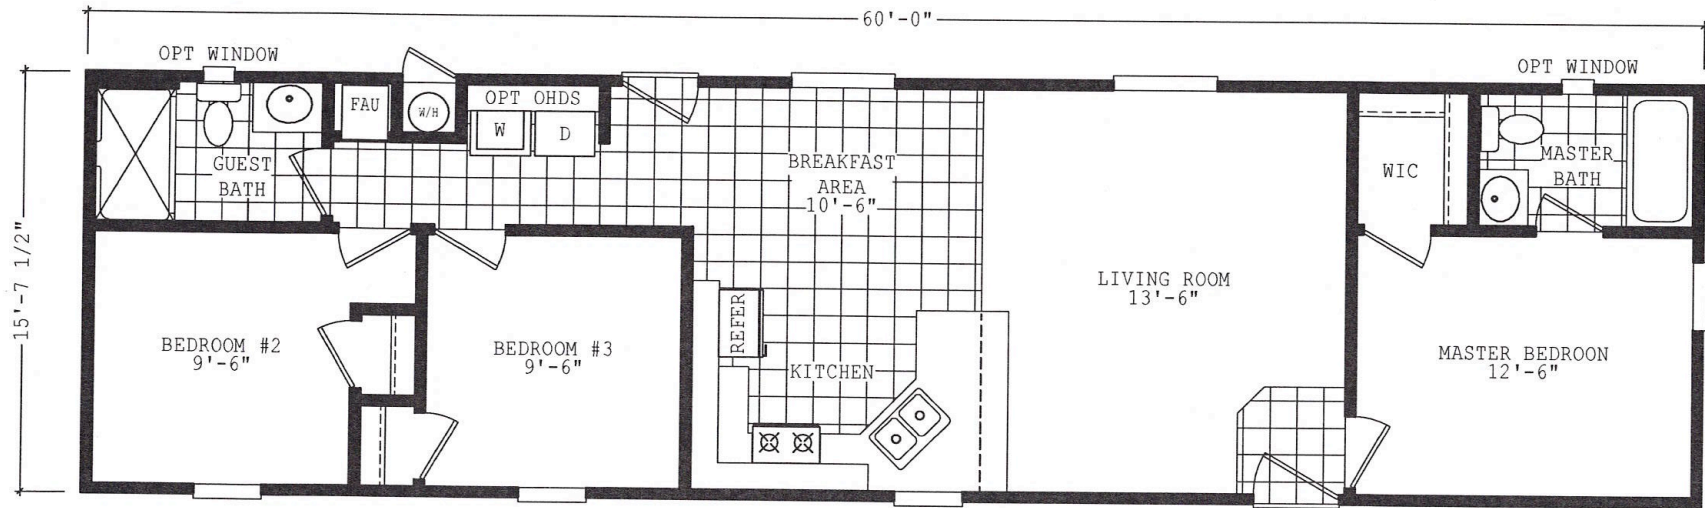 60'-0"
OPT WINDOW
OPT WINDOW
15'-7 1/2"
FAU
W/H
OPT OHDS
W
D
GUEST
BATH
BREAKFAST
AREA
10'-6"
WIC
MASTER
BATH
LIVING ROOM
13'-6"
BEDROOM #2
9'-6"
BEDROOM #3
9'-6"
REFER
KITCHEN
MASTER BEDROON
12'-6"